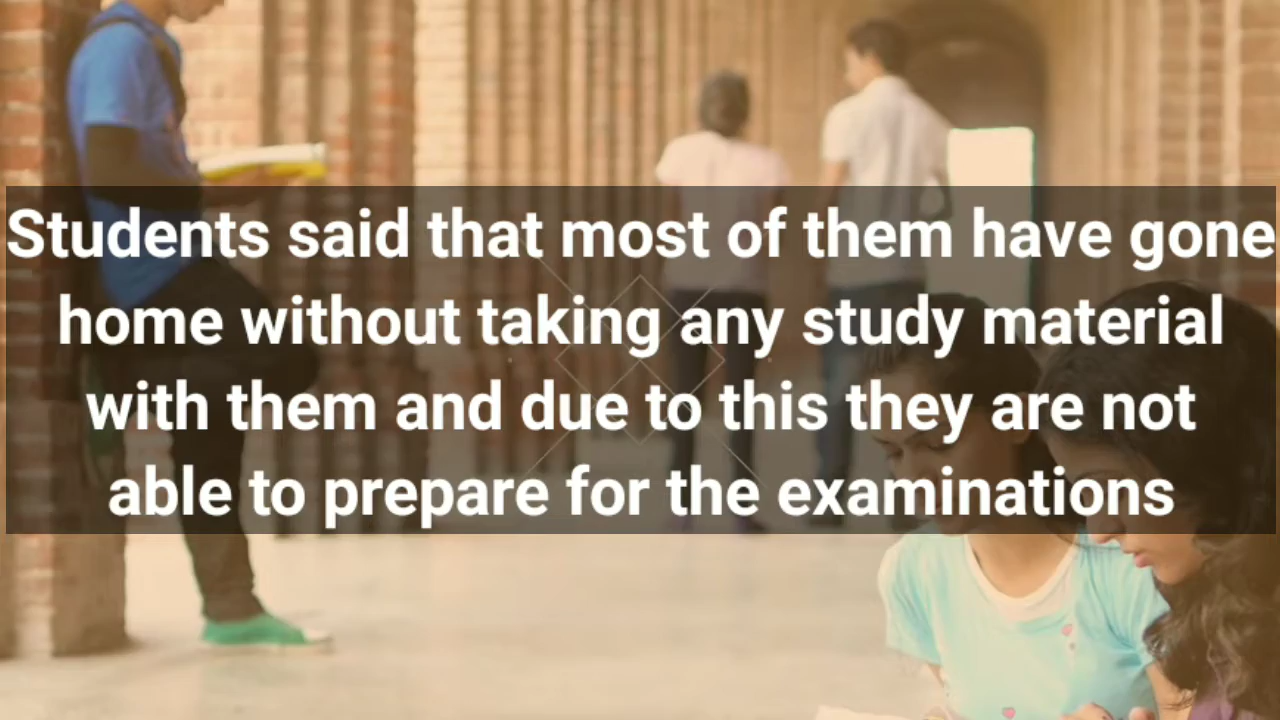 Students said that most of them have gone
home without taking any study material
with them and due to this they are not
able to prepare for the examinations